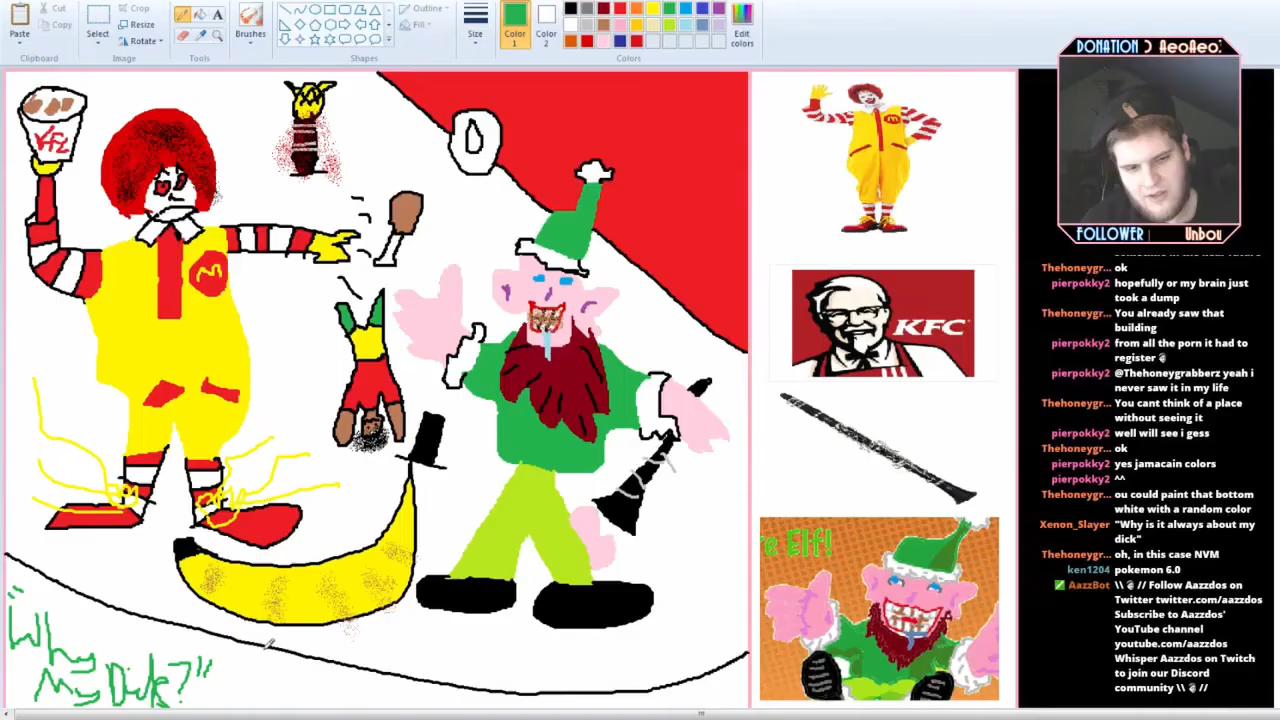 Cut
Copy
Paste
Clipboard
Crop
Resize
Rotate
Select
Image
A
Tools
Brushes
Outline
Fill
Shapes
Size
Color
1
Color
2
Edit
colors
Colors
KFC
M
O
"Why
My Dick?"
M
KFC
re Elf!
DONATION
AeoAeo:
FOLLOWER
Unbou
Thehoneygr... ok
pierpokky2 hopefully or my brain just
took a dump
Thehoneygr... You already saw that
building
pierpokky2 from all the porn it had to
register
pierpokky2 @Thehoneygrabberz yeah i
never saw it in my life
Thehoneygr... You cant think of a place
without seeing it
pierpokky2 well will see i gess
Thehoneygr... ok
pierpokky2 yes jamacain colors
pierpokky2 ^^
Thehoneygr... ou could paint that bottom
white with a random color
Xenon_Slayer "Why is it always about my
dick"
Thehoneygr... oh, in this case NVM
ken1204 pokemon 6.0
AazzBot \\ // Follow Aazzdos on
Twitter twitter.com/aazzdos
Subscribe to Aazzdos'
YouTube channel
youtube.com/aazzdos
Whisper Aazzdos on Twitch
to join our Discord
community \\ //